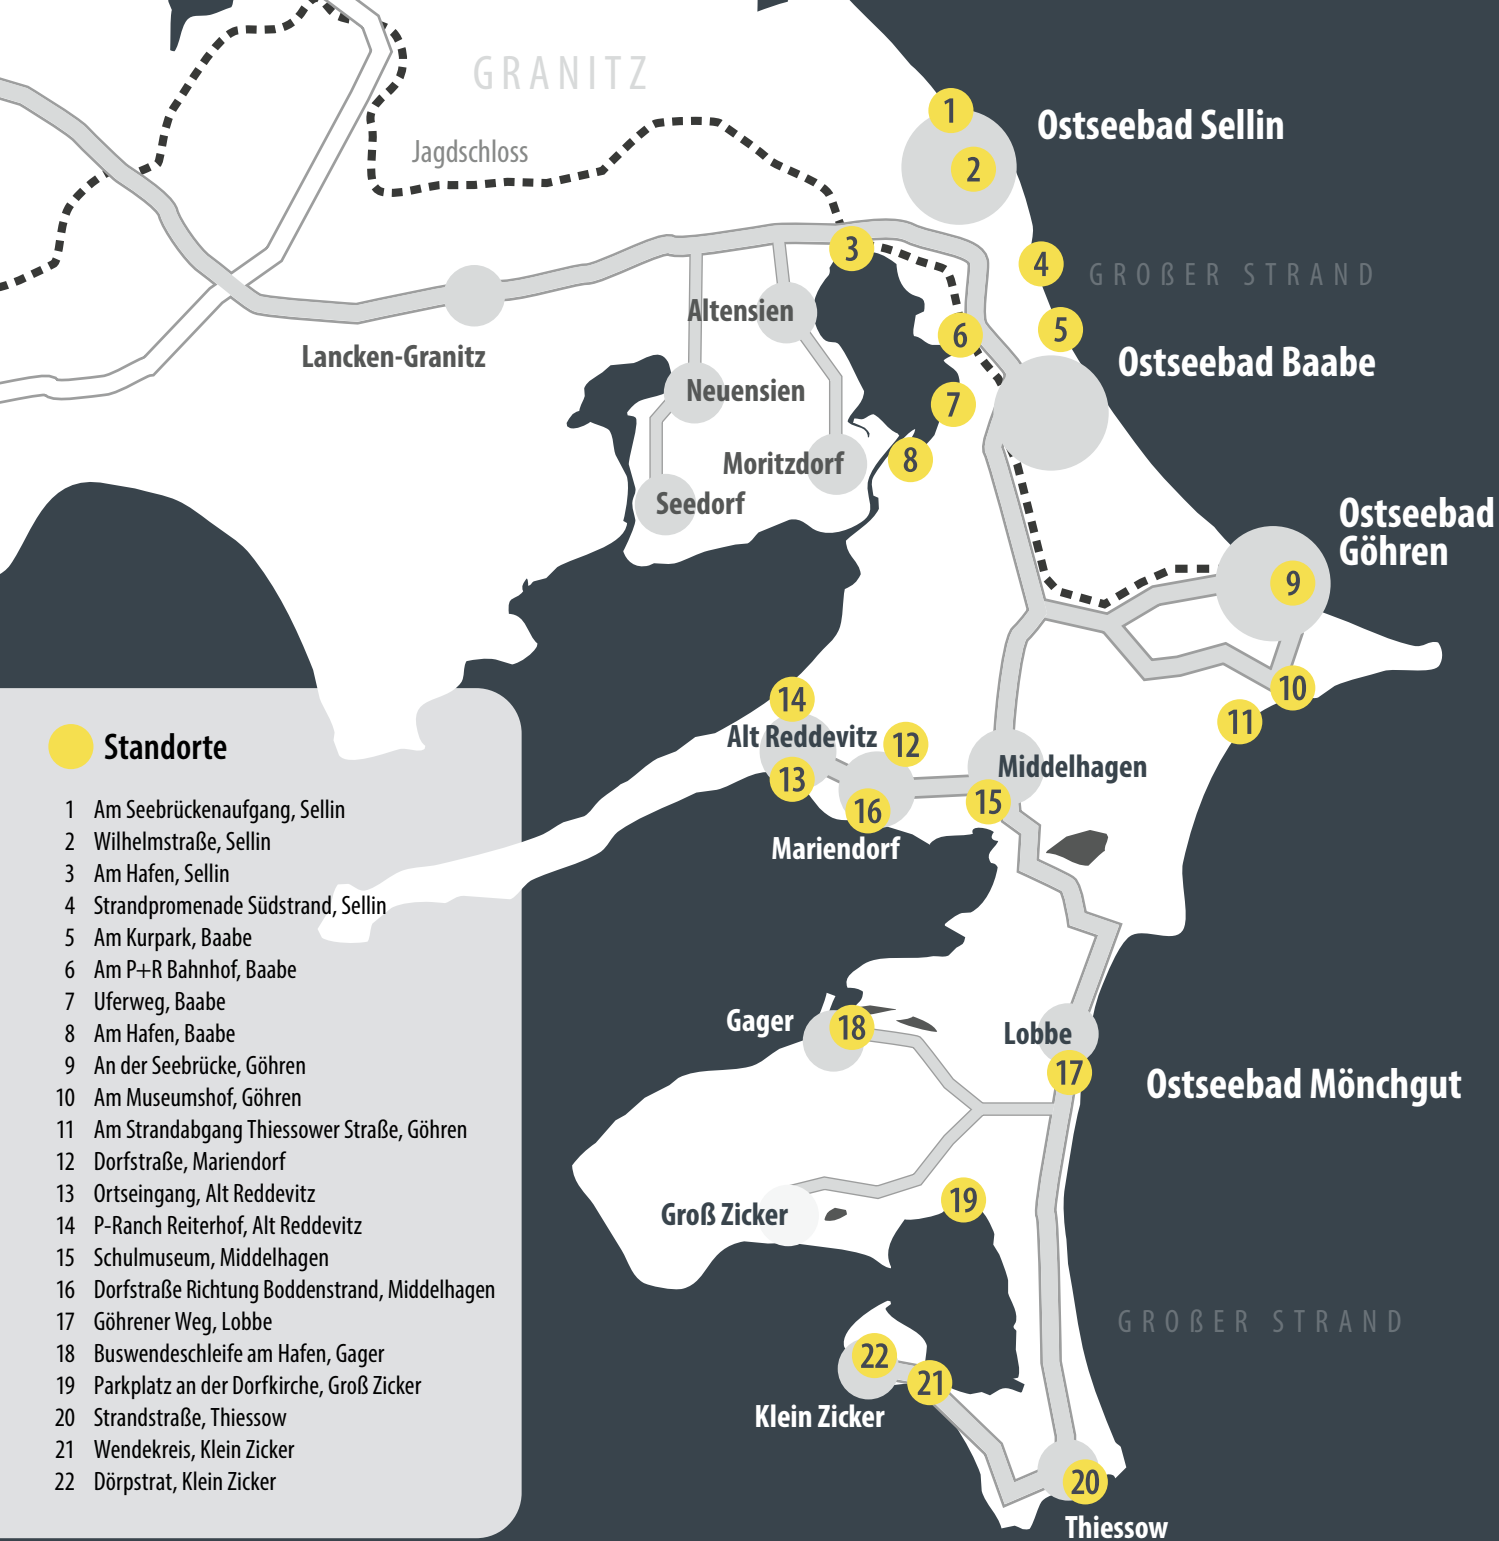 GRANITZ
Jagdschloss
1
Ostseebad Sellin
2
3
4
GROßER STRAND
Altensien
5
6
Lancken-Granitz
Ostseebad Baabe
Neuensien
7
Moritzdorf
8
Seedorf
Ostseebad
Göhren
9
10
14
11
Alt Reddevitz
12
Middelhagen
13
15
16
Mariendorf
Gager
18
Lobbe
17
Ostseebad Mönchgut
19
Groß Zicker
GROßER STRAND
22
21
Klein Zicker
20
Thiessow
Standorte
1 Am Seebrückenaufgang, Sellin
2 Wilhelmstraße, Sellin
3 Am Hafen, Sellin
4 Strandpromenade Südstrand, Sellin
5 Am Kurpark, Baabe
6 Am P+R Bahnhof, Baabe
7 Uferweg, Baabe
8 Am Hafen, Baabe
9 An der Seebrücke, Göhren
10 Am Museumshof, Göhren
11 Am Strandabgang Thiessower Straße, Göhren
12 Dorfstraße, Mariendorf
13 Ortseingang, Alt Reddevitz
14 P-Ranch Reiterhof, Alt Reddevitz
15 Schulmuseum, Middelhagen
16 Dorfstraße Richtung Boddenstrand, Middelhagen
17 Göhrener Weg, Lobbe
18 Buswendeschleife am Hafen, Gager
19 Parkplatz an der Dorfkirche, Groß Zicker
20 Strandstraße, Thiessow
21 Wendekreis, Klein Zicker
22 Dörpstrat, Klein Zicker